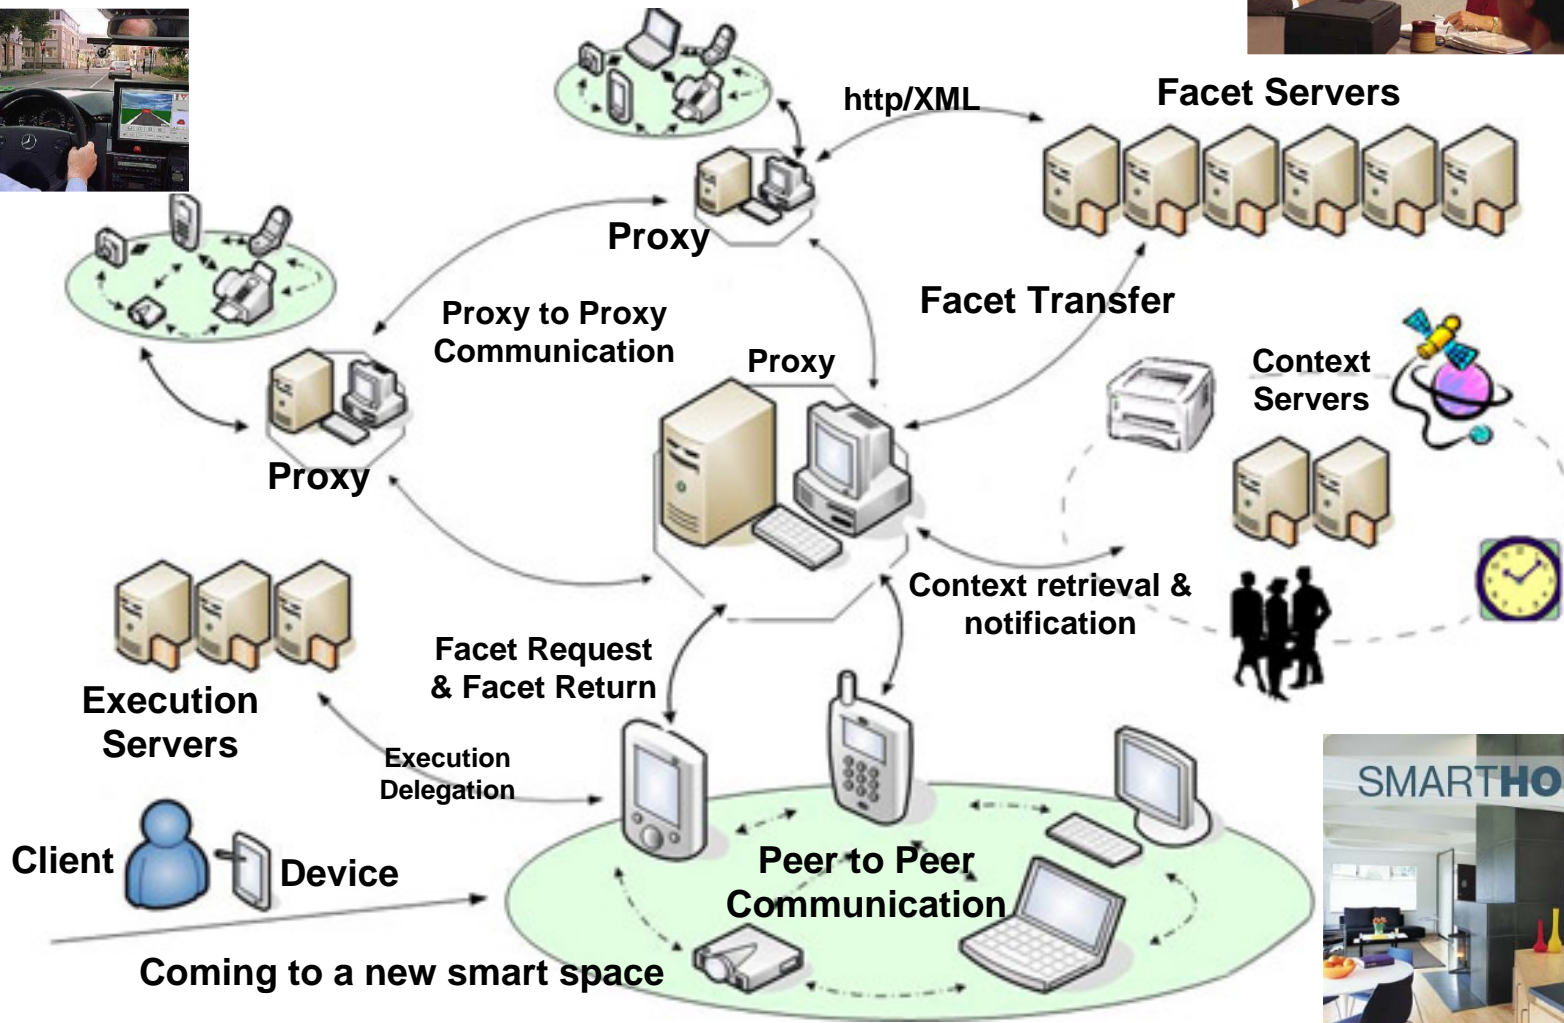 http/XML
Facet Servers
Proxy
Facet Transfer
Proxy to Proxy
Communication
Proxy
Context
Servers
Proxy
Context retrieval &
notification
Facet Request
& Facet Return
Execution
Servers
Execution
Delegation
Client
Device
Peer to Peer
Communication
Coming to a new smart space
SMARTHO